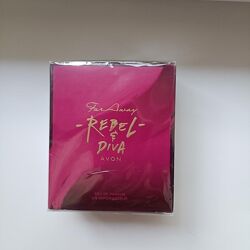 Far Away
- REBEL -
&
DIVA
AVON
EAU DE PARFUM